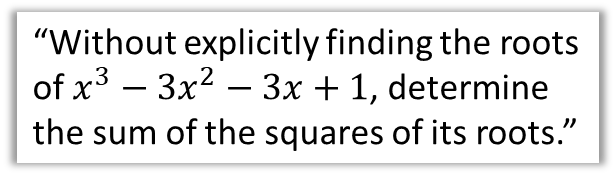 “Without explicitly finding the roots
of x³ − 3x² − 3x + 1, determine
the sum of the squares of its roots.”